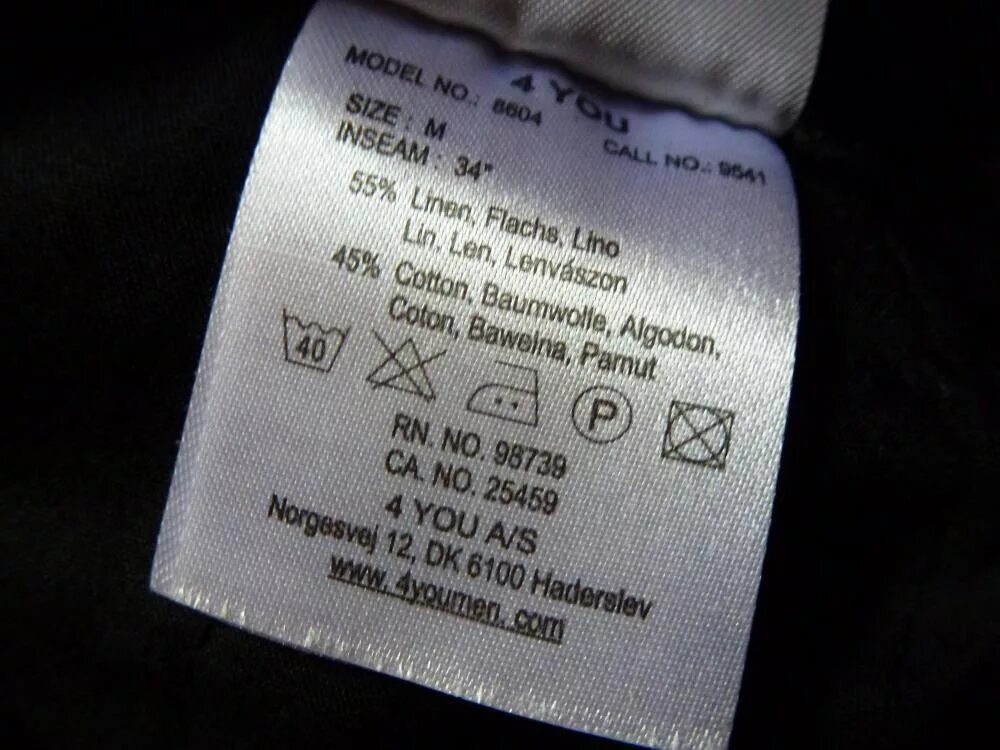 4 YOU
MODEL NO.: 8604
CALL NO.: 9541
SIZE : M
INSEAM : 34"
55% Linen, Flachs, Lino
Lin, Len, Lenvászon
45% Cotton, Baumwolle, Algodon,
Coton, Bawelna, Pamut
40
P
RN. NO. 98739
CA. NO. 25459
4 YOU A/S
Norgesvej 12, DK 6100 Haderslev
www.4youmen.com